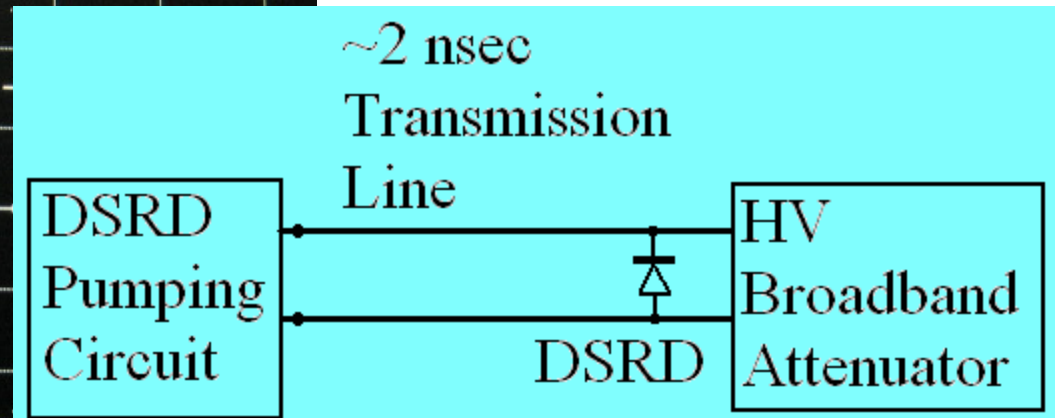 ~2 nsec
Transmission
Line
DSRD
Pumping
Circuit
DSRD
HV
Broadband
Attenuator